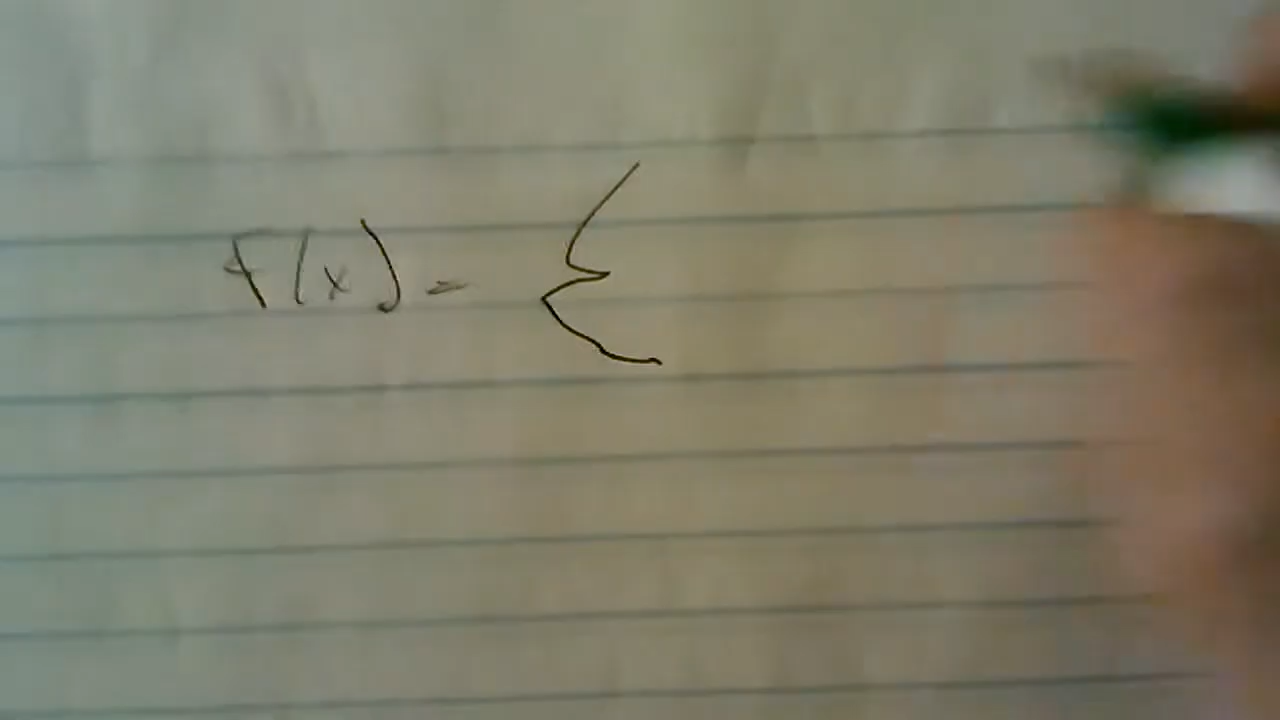 f(x) = {